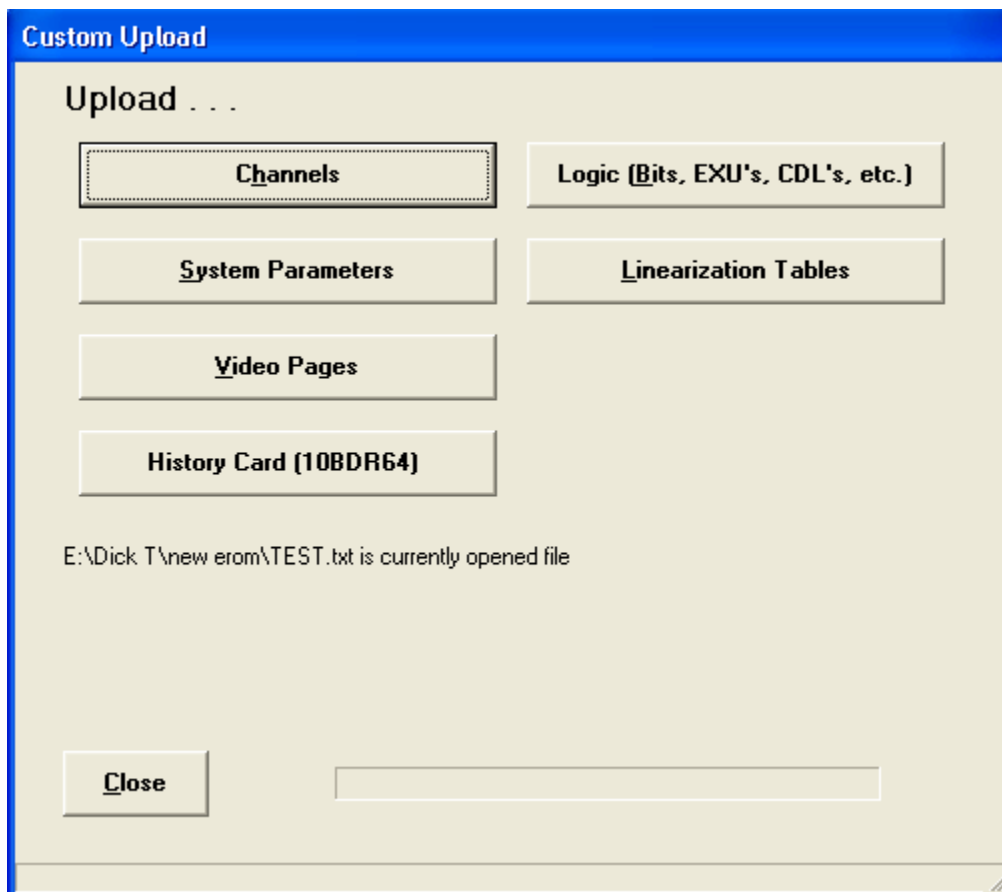 Custom Upload
Upload . . .
Channels
Logic (Bits, EXU's, CDL's, etc.)
System Parameters
Linearization Tables
Video Pages
History Card (10BDR64)
E:\Dick T\new erom\TEST.txt is currently opened file
Close